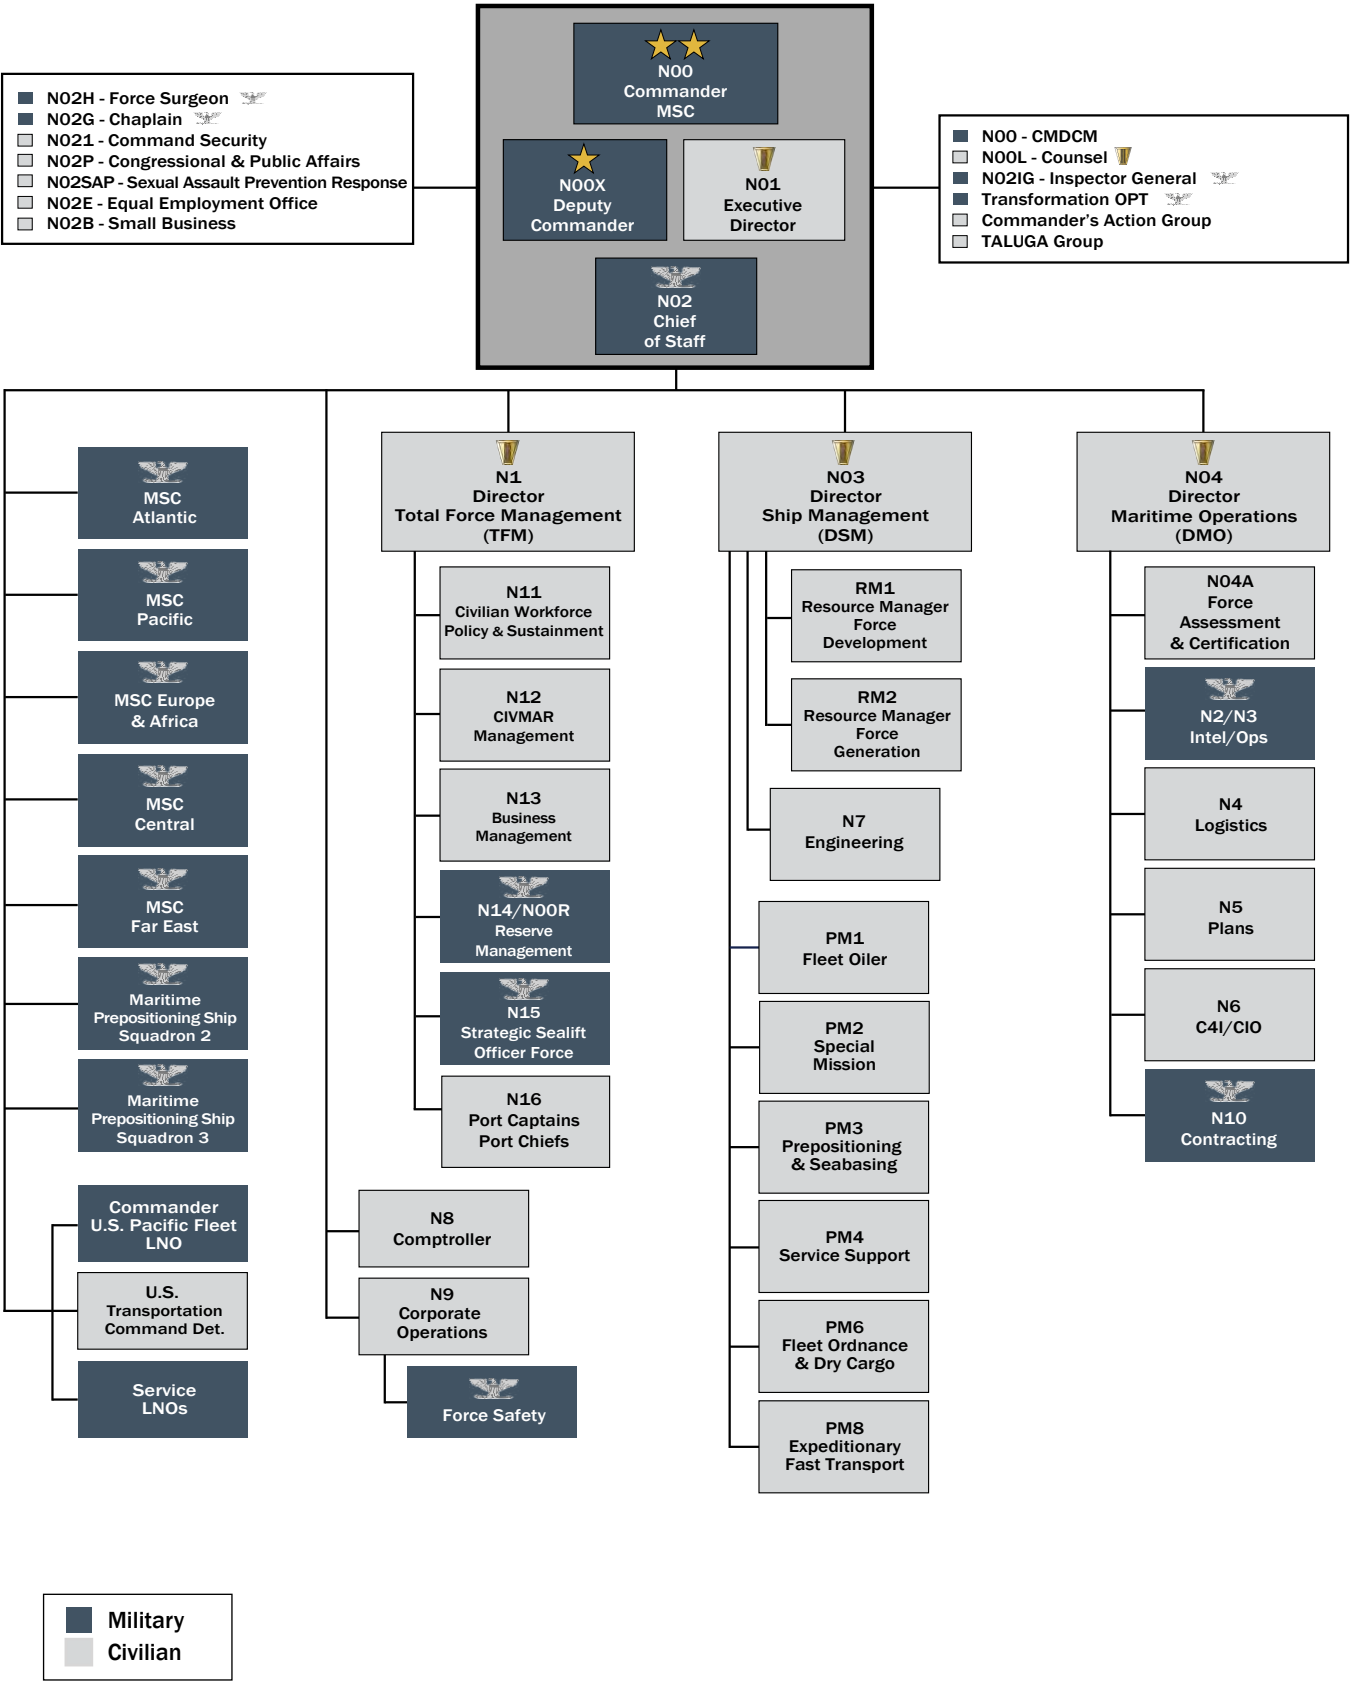 N00
Commander
MSC
N00X
Deputy
Commander
N01
Executive
Director
N02
Chief
of Staff
N02H - Force Surgeon
N02G - Chaplain
N021 - Command Security
N02P - Congressional & Public Affairs
N02SAP - Sexual Assault Prevention Response
N02E - Equal Employment Office
N02B - Small Business
N00 - CMDCM
N00L - Counsel
N02IG - Inspector General
Transformation OPT
Commander's Action Group
TALUGA Group
MSC
Atlantic
MSC
Pacific
MSC Europe
& Africa
MSC
Central
MSC
Far East
Maritime
Prepositioning Ship
Squadron 2
Maritime
Prepositioning Ship
Squadron 3
Commander
U.S. Pacific Fleet
LNO
U.S.
Transportation
Command Det.
Service
LNOs
N1
Director
Total Force Management
(TFM)
N11
Civilian Workforce
Policy & Sustainment
N12
CIVMAR
Management
N13
Business
Management
N14/N00R
Reserve
Management
N15
Strategic Sealift
Officer Force
N16
Port Captains
Port Chiefs
N8
Comptroller
N9
Corporate
Operations
Force Safety
N03
Director
Ship Management
(DSM)
RM1
Resource Manager
Force
Development
RM2
Resource Manager
Force
Generation
N7
Engineering
PM1
Fleet Oiler
PM2
Special
Mission
PM3
Prepositioning
& Seabasing
PM4
Service Support
PM6
Fleet Ordnance
& Dry Cargo
PM8
Expeditionary
Fast Transport
N04
Director
Maritime Operations
(DMO)
N04A
Force
Assessment
& Certification
N2/N3
Intel/Ops
N4
Logistics
N5
Plans
N6
C4I/CIO
N10
Contracting
Military
Civilian